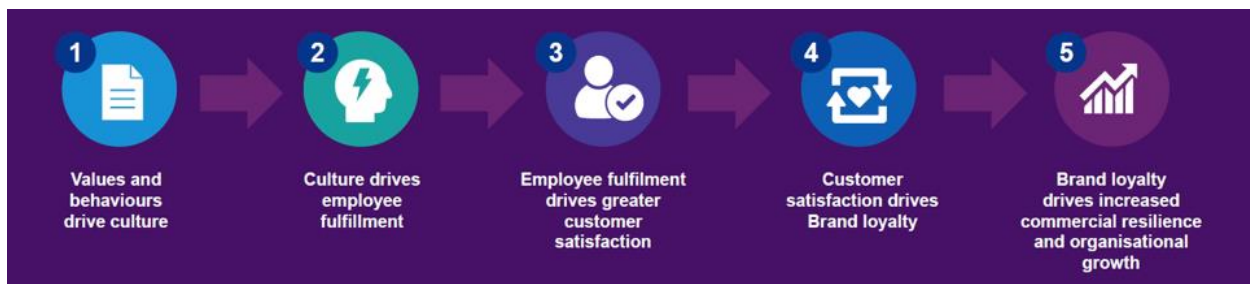 1
Values and
behaviours
drive culture
2
Culture drives
employee
fulfillment
3
Employee fulfilment
drives greater
customer
satisfaction
4
Customer
satisfaction drives
Brand loyalty
5
Brand loyalty
drives increased
commercial resilience
and organisational
growth